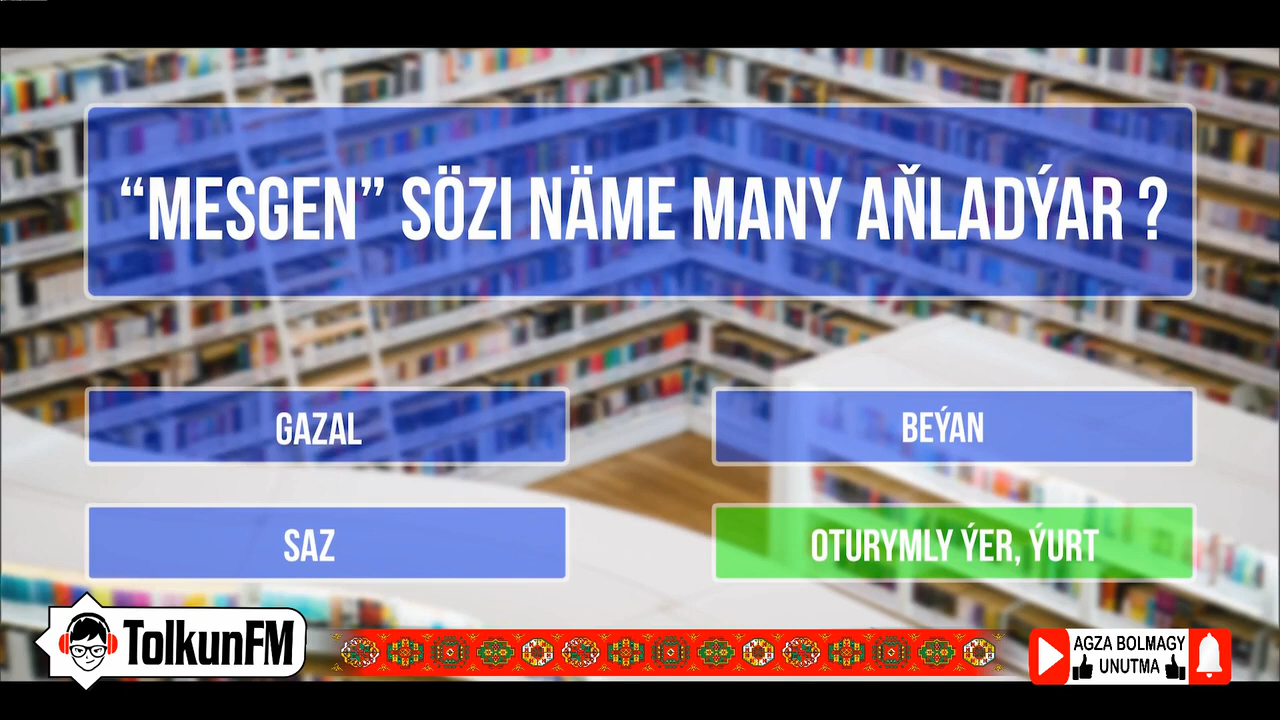 “MESGEN” SÖZI NÄME MANY AŇLADÝAR ?
GAZAL
BEÝAN
SAZ
OTURYMLY ÝER, ÝURT
TolkunFM
AGZA BOLMAGY
UNUTMA